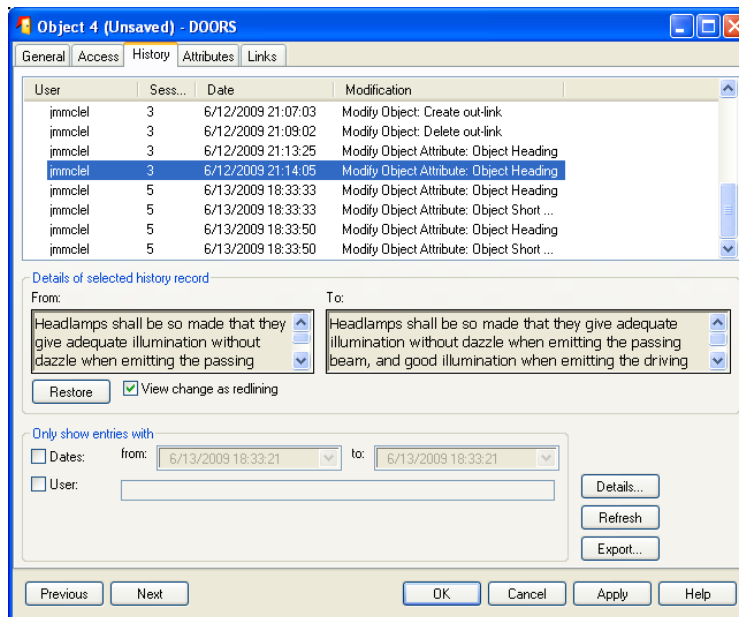 Object 4 (Unsaved) - DOORS
General Access History Attributes Links
User Sess... Date Modification
jmmclel 3 6/12/2009 21:07:03 Modify Object: Create out-link
jmmclel 3 6/12/2009 21:09:02 Modify Object: Delete out-link
jmmclel 3 6/12/2009 21:13:25 Modify Object Attribute: Object Heading
jmmclel 3 6/12/2009 21:14:05 Modify Object Attribute: Object Heading
jmmclel 5 6/13/2009 18:33:33 Modify Object Attribute: Object Heading
jmmclel 5 6/13/2009 18:33:33 Modify Object Attribute: Object Short ...
jmmclel 5 6/13/2009 18:33:50 Modify Object Attribute: Object Heading
jmmclel 5 6/13/2009 18:33:50 Modify Object Attribute: Object Short ...
Details of selected history record
From:
Headlamps shall be so made that they
give adequate illumination without
dazzle when emitting the passing
To:
Headlamps shall be so made that they give adequate
illumination without dazzle when emitting the passing
beam, and good illumination when emitting the driving
Restore View change as redlining
Only show entries with
Dates: from: 6/13/2009 18:33:21 to: 6/13/2009 18:33:21
User:
Details...
Refresh
Export...
Previous Next OK Cancel Apply Help